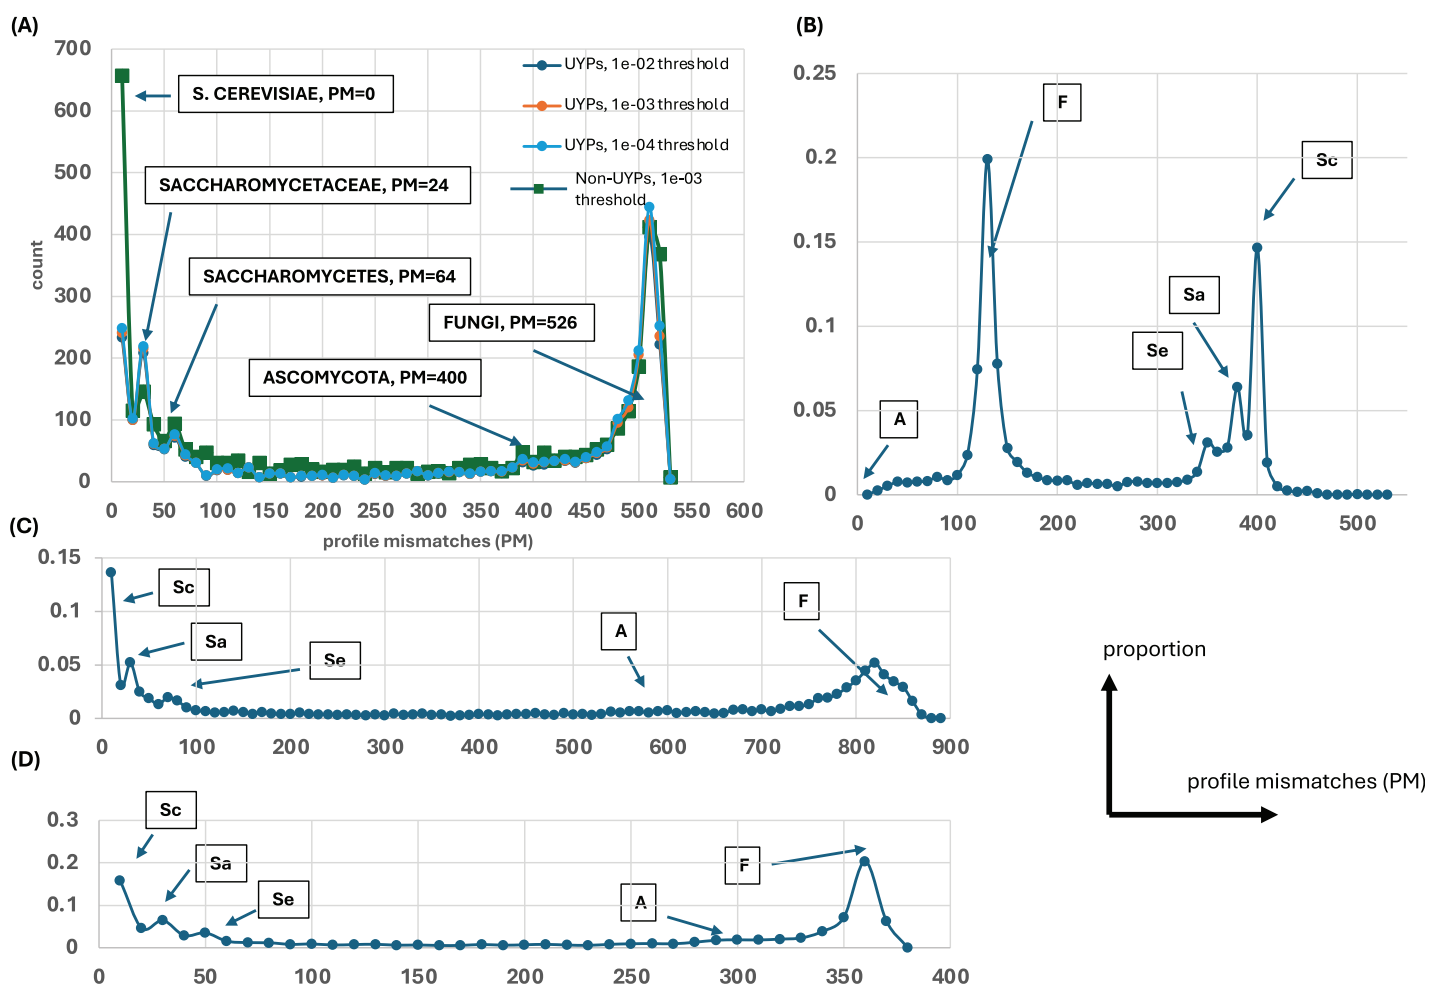 (A)
700
600
500
400
300
200
100
0
count
0 50 100 150 200 250 300 350 400 450 500 550 600
profile mismatches (PM)
S. CEREVISIAE, PM=0
SACCHAROMYCETACEAE, PM=24
SACCHAROMYCETES, PM=64
FUNGI, PM=526
ASCOMYCOTA, PM=400
UYPs, 1e-02 threshold
UYPs, 1e-03 threshold
UYPs, 1e-04 threshold
Non-UYPs, 1e-03
threshold
(B)
0.25
0.2
0.15
0.1
0.05
0
0 100 200 300 400 500
F
Sc
Sa
Se
A
(C)
0.15
0.1
0.05
0
0 100 200 300 400 500 600 700 800 900
Sc
Sa
Se
A
F
(D)
0.3
0.2
0.1
0
0 50 100 150 200 250 300 350 400
Sc
Sa
Se
A
F
proportion
profile mismatches (PM)